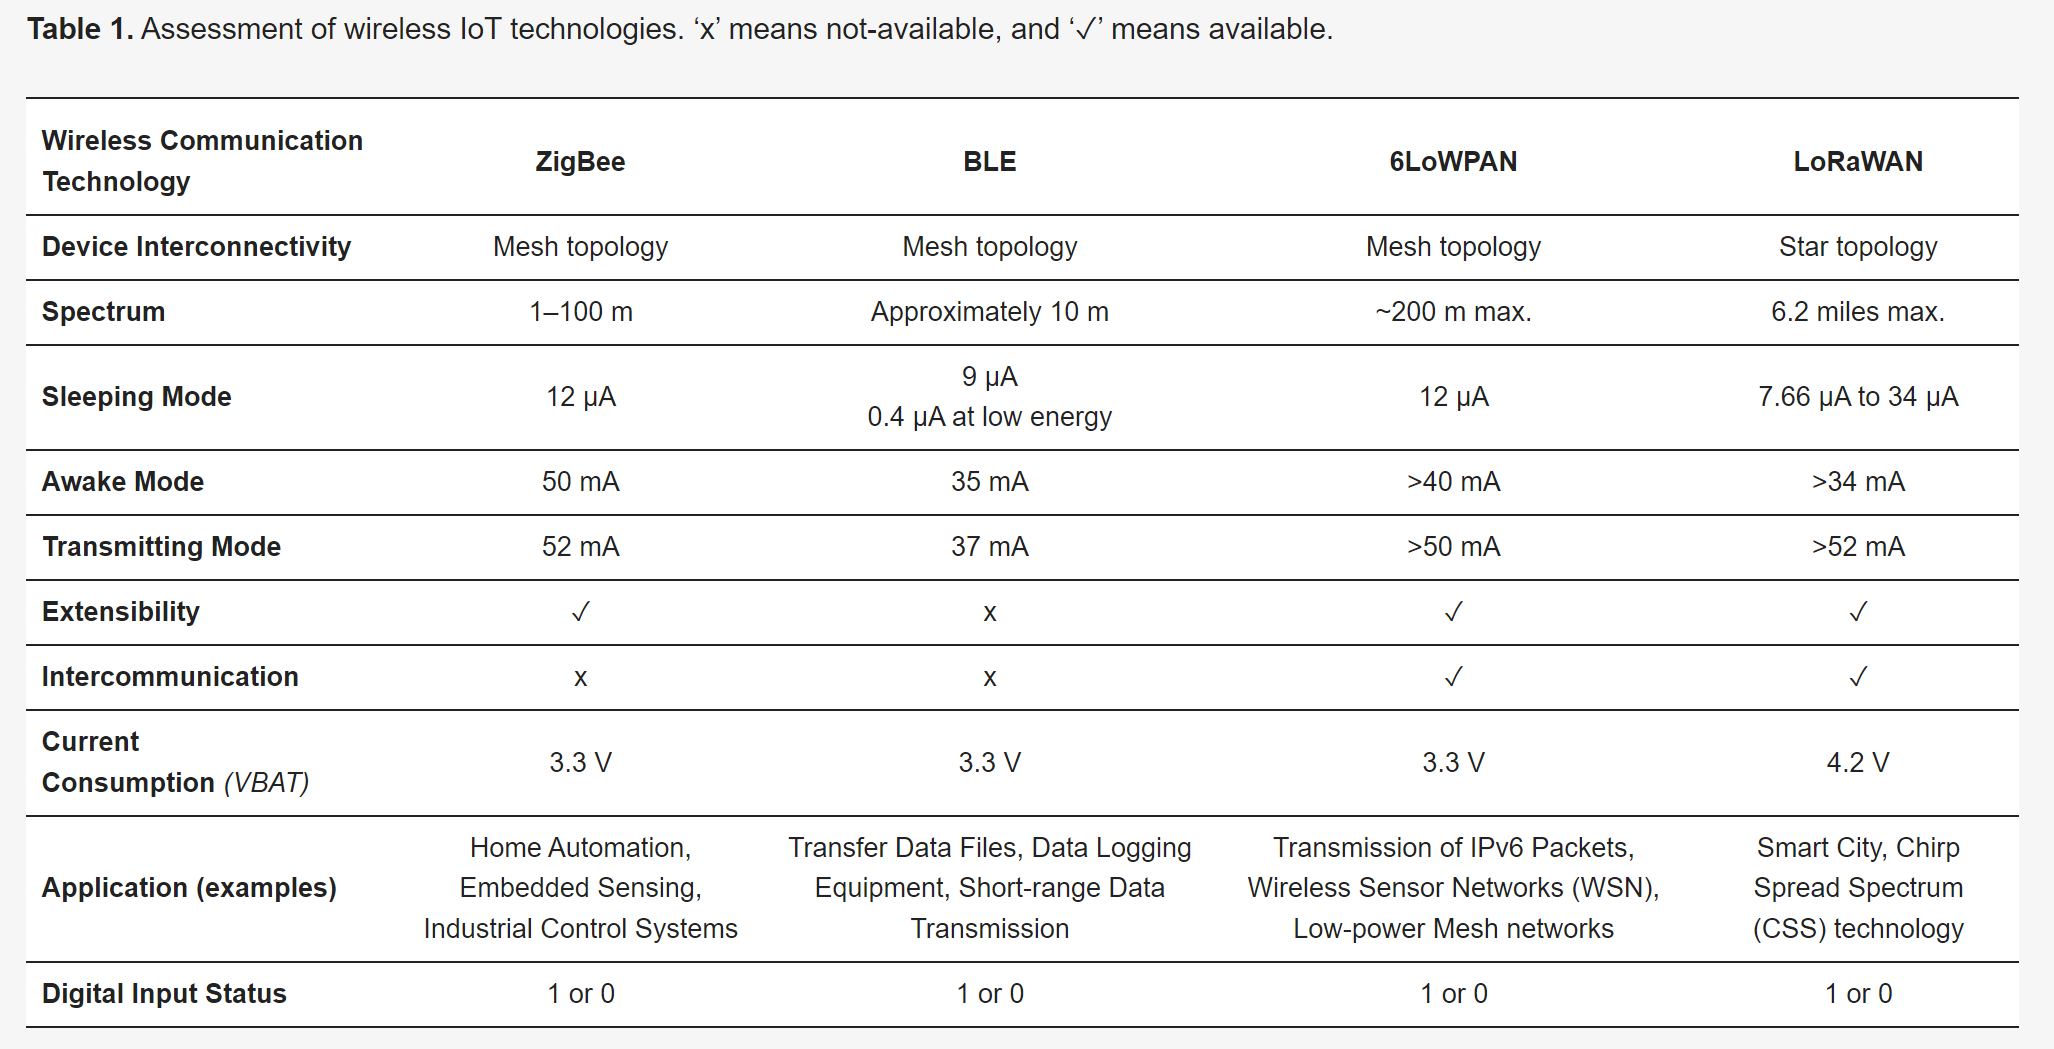 Table 1. Assessment of wireless IoT technologies. ‘x’ means not-available, and ‘✓’ means available.
Wireless Communication
Technology
ZigBee
BLE
6LoWPAN
LoRaWAN
Device Interconnectivity
Mesh topology
Mesh topology
Mesh topology
Star topology
Spectrum
1–100 m
Approximately 10 m
~200 m max.
6.2 miles max.
Sleeping Mode
12 μA
9 μA
0.4 μA at low energy
12 μA
7.66 μA to 34 μA
Awake Mode
50 mA
35 mA
>40 mA
>34 mA
Transmitting Mode
52 mA
37 mA
>50 mA
>52 mA
Extensibility
✓
x
✓
✓
Intercommunication
x
x
✓
✓
Current
Consumption (VBAT)
3.3 V
3.3 V
3.3 V
4.2 V
Application (examples)
Home Automation,
Embedded Sensing,
Industrial Control Systems
Transfer Data Files, Data Logging
Equipment, Short-range Data
Transmission
Transmission of IPv6 Packets,
Wireless Sensor Networks (WSN),
Low-power Mesh networks
Smart City, Chirp
Spread Spectrum
(CSS) technology
Digital Input Status
1 or 0
1 or 0
1 or 0
1 or 0